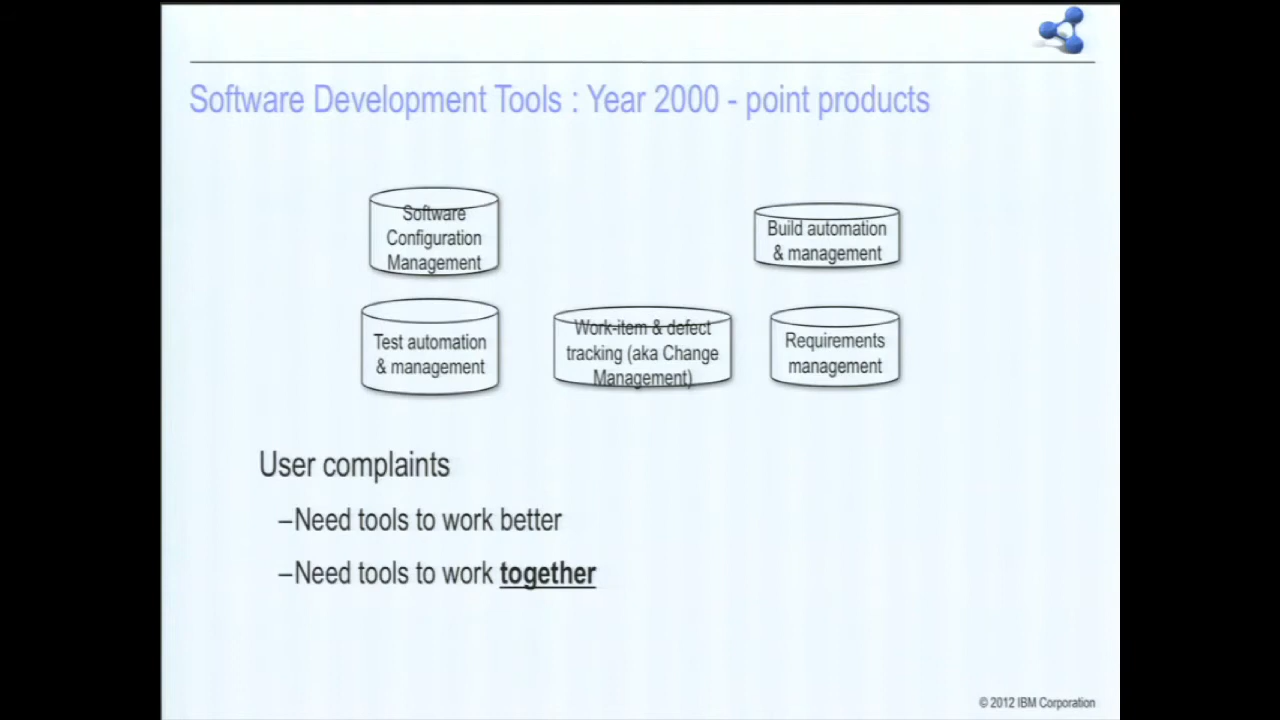 Software Development Tools : Year 2000 - point products
Software
Configuration
Management
Build automation
& management
Test automation
& management
Work-item & defect
tracking (aka Change
Management)
Requirements
management
User complaints
–Need tools to work better
–Need tools to work together
© 2012 IBM Corporation